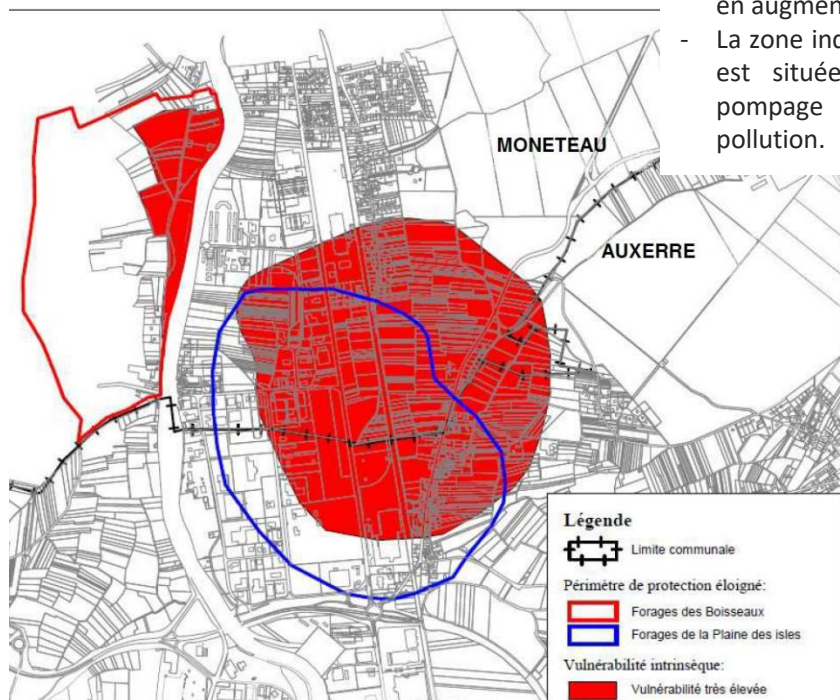 en augmen
- La zone ind
est située
pompage
pollution.
MONETEAU
AUXERRE
Légende
Limite communale
Périmètre de protection éloigné:
Forages des Boisseaux
Forages de la Plaine des isles
Vulnérabilité intrinsèque:
Vulnérabilité très élevée